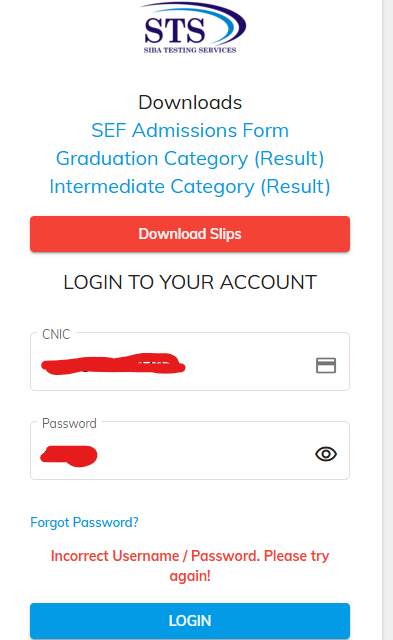 STS
SIBA TESTING SERVICES
Downloads
SEF Admissions Form
Graduation Category (Result)
Intermediate Category (Result)
Download Slips
LOGIN TO YOUR ACCOUNT
CNIC
Password
Forgot Password?
Incorrect Username / Password. Please try
again!
LOGIN